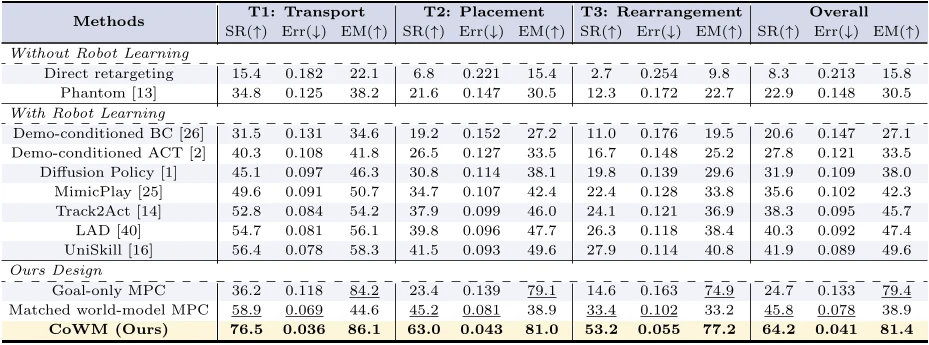 Methods T1: Transport T2: Placement T3: Rearrangement Overall
SR(↑) Err(↓) EM(↑) SR(↑) Err(↓) EM(↑) SR(↑) Err(↓) EM(↑) SR(↑) Err(↓) EM(↑)
Without Robot Learning
Direct retargeting 15.4 0.182 22.1 6.8 0.221 15.4 2.7 0.254 9.8 8.3 0.213 15.8
Phantom [13] 34.8 0.125 38.2 21.6 0.147 30.5 12.3 0.172 22.7 22.9 0.148 30.5
With Robot Learning
Demo-conditioned BC [26] 31.5 0.131 34.6 19.2 0.152 27.2 11.0 0.176 19.5 20.6 0.147 27.1
Demo-conditioned ACT [2] 40.3 0.108 41.8 26.5 0.127 33.5 16.7 0.148 25.2 27.8 0.121 33.5
Diffusion Policy [1] 45.1 0.097 46.3 30.8 0.114 38.1 19.8 0.139 29.6 31.9 0.109 38.0
MimicPlay [25] 49.6 0.091 50.7 34.7 0.107 42.4 22.4 0.128 33.8 35.6 0.102 42.3
Track2Act [14] 52.8 0.084 54.2 37.9 0.099 46.0 24.1 0.121 36.9 38.3 0.095 45.7
LAD [40] 54.7 0.081 56.1 39.8 0.096 47.7 26.3 0.118 38.4 40.3 0.092 47.4
UniSkill [16] 56.4 0.078 58.3 41.5 0.093 49.6 27.9 0.114 40.8 41.9 0.089 49.6
Ours Design
Goal-only MPC 36.2 0.118 84.2 23.4 0.139 79.1 14.6 0.163 74.9 24.7 0.133 79.4
Matched world-model MPC 58.9 0.069 44.6 45.2 0.081 38.9 33.4 0.102 33.2 45.8 0.078 38.9
CoWM (Ours) 76.5 0.036 86.1 63.0 0.043 81.0 53.2 0.055 77.2 64.2 0.041 81.4